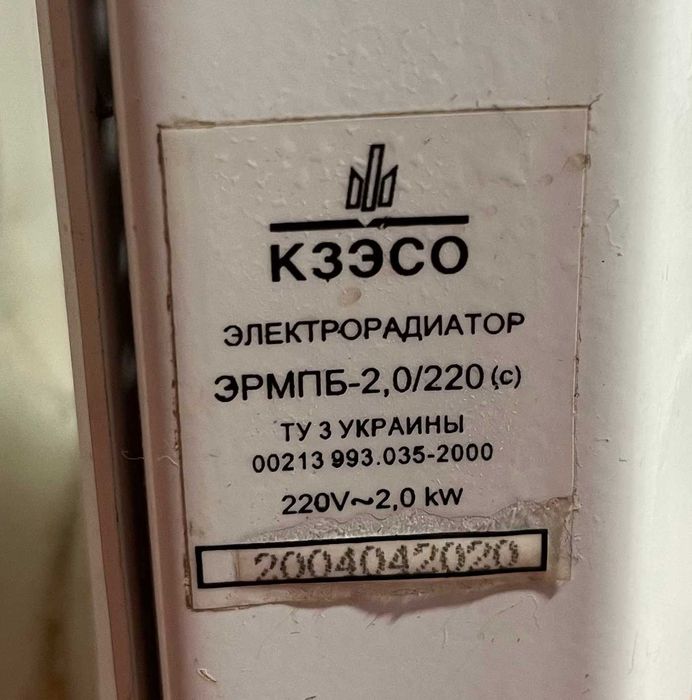 КЗЭСО
ЭЛЕКТРОРАДИАТОР
ЭРМПБ-2,0/220 (с)
ТУ 3 УКРАИНЫ
00213 993.035-2000
220V~2,0 kW
2004042020